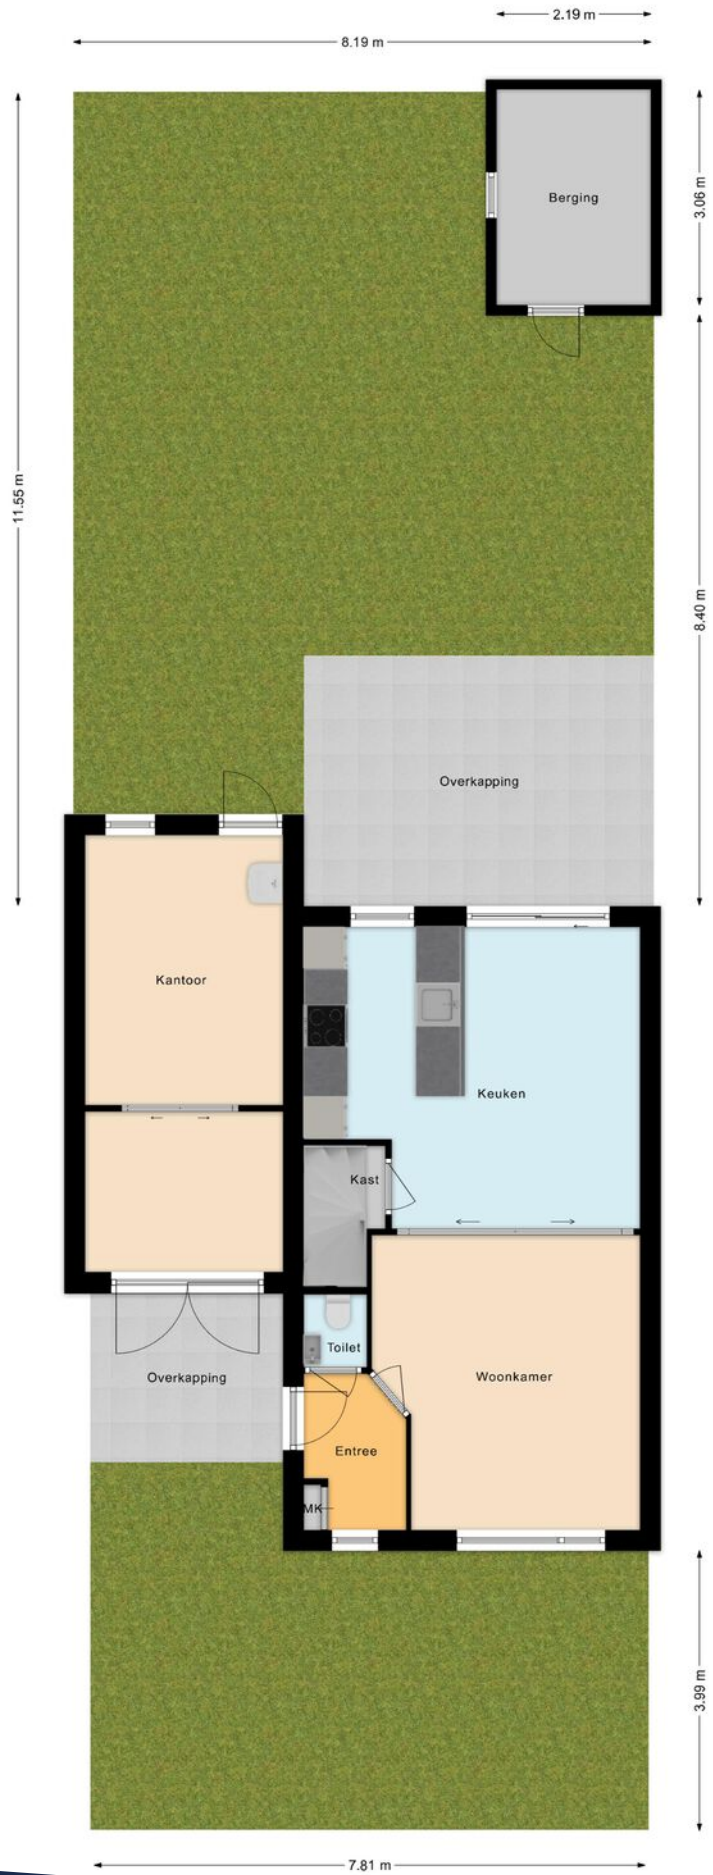 2.19 m
8.19 m
Berging
3.06 m
11.55 m
8.40 m
Overkapping
Kantoor
Keuken
Kast
Toilet
Woonkamer
Overkapping
Entree
MK
3.99 m
7.81 m